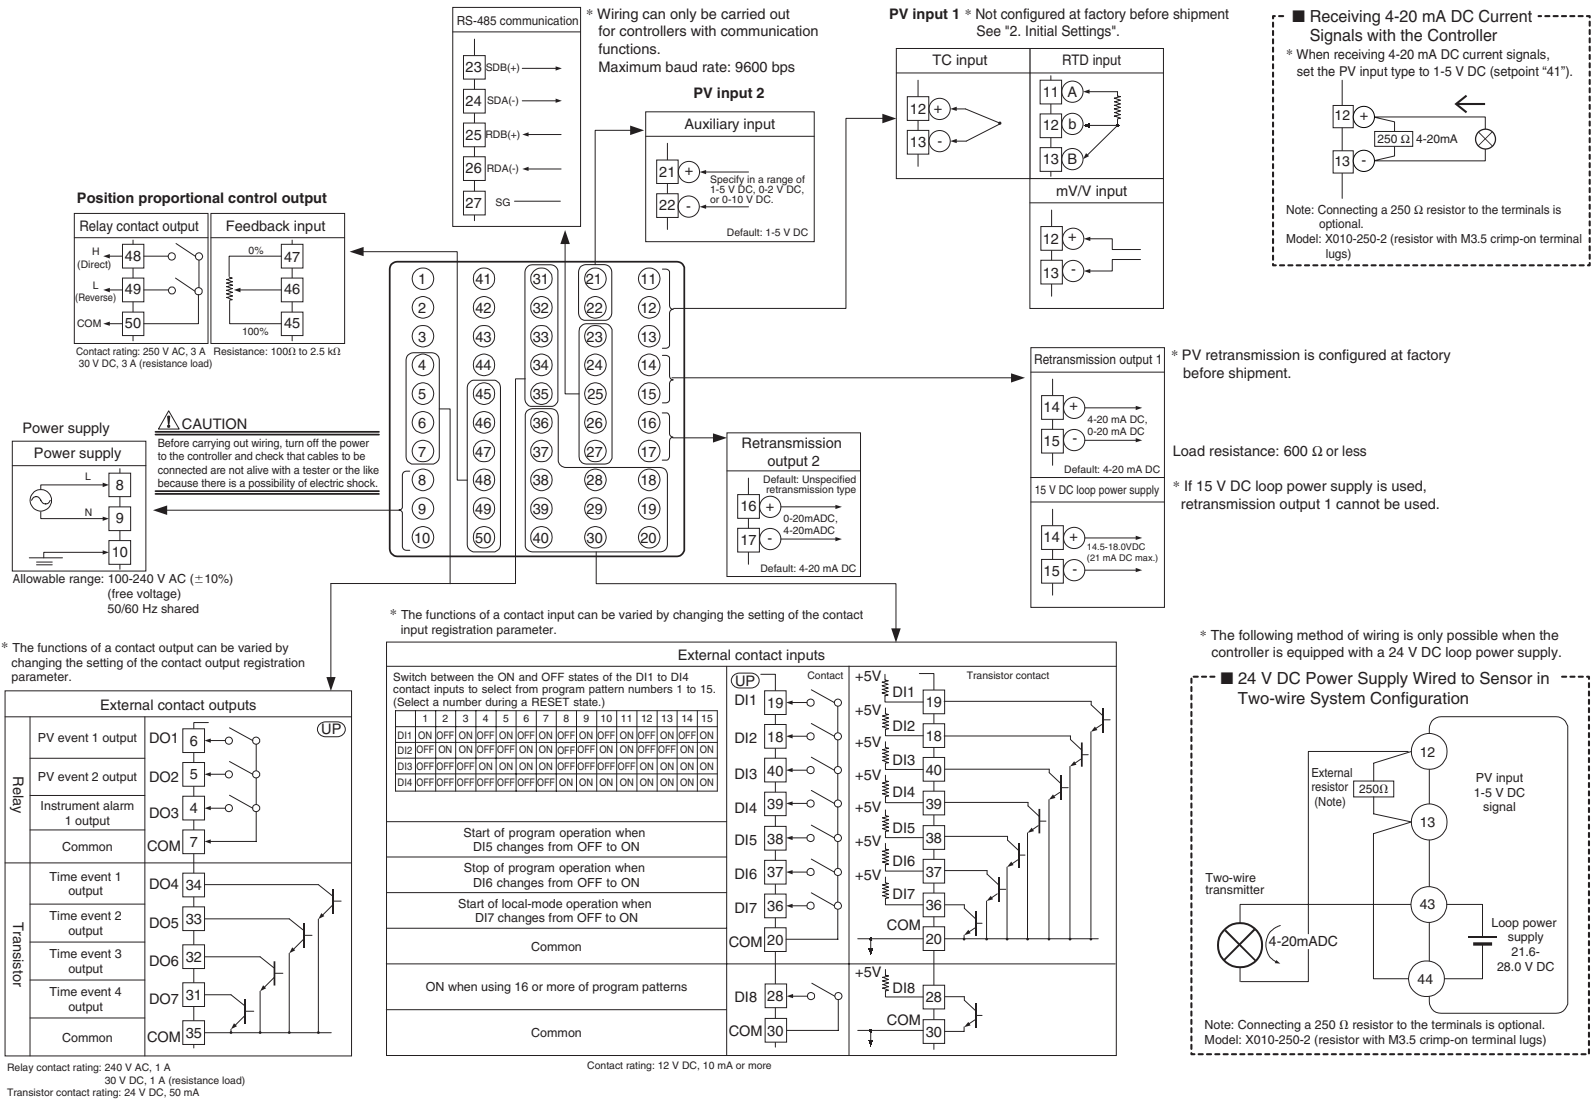 RS-485 communication
23 SDB(+)
24 SDA(-)
25 RDB(+)
26 RDA(-)
27 SG
* Wiring can only be carried out
for controllers with communication
functions.
Maximum baud rate: 9600 bps
PV input 2
Auxiliary input
21 +
Specify in a range of
1-5 V DC, 0-2 V DC,
or 0-10 V DC.
22 -
Default: 1-5 V DC
PV input 1 * Not configured at factory before shipment
See "2. Initial Settings".
TC input
12 +
13 -
RTD input
11 A
12 b
13 B
mV/V input
12 +
13 -
■ Receiving 4-20 mA DC Current
Signals with the Controller
* When receiving 4-20 mA DC current signals,
set the PV input type to 1-5 V DC (setpoint “41”).
12 +
250 Ω 4-20mA
13 -
Note: Connecting a 250 Ω resistor to the terminals is
optional.
Model: X010-250-2 (resistor with M3.5 crimp-on terminal
lugs)
Position proportional control output
Relay contact output
H
(Direct)
48
L
(Reverse)
49
COM 50
Contact rating: 250 V AC, 3 A
30 V DC, 3 A (resistance load)
Feedback input
0% 47
46
100% 45
Resistance: 100Ω to 2.5 kΩ
1 41 31 21 11
2 42 32 22 12
3 43 33 23 13
4 44 34 24 14
5 45 35 25 15
6 46 36 26 16
7 47 37 27 17
8 48 38 28 18
9 49 39 29 19
10 50 40 30 20
Power supply
Power supply
L 8
N 9
10
Allowable range: 100-240 V AC (±10%)
(free voltage)
50/60 Hz shared
CAUTION
Before carrying out wiring, turn off the power
to the controller and check that cables to be
connected are not alive with a tester or the like
because there is a possibility of electric shock.
Retransmission
output 2
Default: Unspecified
retransmission type
16 +
0-20mADC,
4-20mADC
17 -
Default: 4-20 mA DC
Retransmission output 1
14 +
4-20 mA DC,
0-20 mA DC
15 -
Default: 4-20 mA DC
15 V DC loop power supply
14 +
14.5-18.0VDC
(21 mA DC max.)
15 -
* PV retransmission is configured at factory
before shipment.
Load resistance: 600 Ω or less
* If 15 V DC loop power supply is used,
retransmission output 1 cannot be used.
* The functions of a contact output can be varied by
changing the setting of the contact output registration
parameter.
External contact outputs
UP
Relay
PV event 1 output DO1 6
PV event 2 output DO2 5
Instrument alarm
1 output
DO3 4
Common COM 7
Transistor
Time event 1
output
DO4 34
Time event 2
output
DO5 33
Time event 3
output
DO6 32
Time event 4
output
DO7 31
Common COM 35
Relay contact rating: 240 V AC, 1 A
30 V DC, 1 A (resistance load)
Transistor contact rating: 24 V DC, 50 mA
* The functions of a contact input can be varied by changing the setting of the contact
input registration parameter.
External contact inputs
Switch between the ON and OFF states of the DI1 to DI4
contact inputs to select from program pattern numbers 1 to 15.
(Select a number during a RESET state.)
1 2 3 4 5 6 7 8 9 10 11 12 13 14 15
DI1 ON OFF ON OFF ON OFF ON OFF ON OFF ON OFF ON OFF ON
DI2 OFF ON ON OFF OFF ON ON OFF OFF ON ON OFF OFF ON ON
DI3 OFF OFF OFF ON ON ON ON OFF OFF OFF OFF ON ON ON ON
DI4 OFF OFF OFF OFF OFF OFF OFF ON ON ON ON ON ON ON ON
Start of program operation when
DI5 changes from OFF to ON
Stop of program operation when
DI6 changes from OFF to ON
Start of local-mode operation when
DI7 changes from OFF to ON
Common
ON when using 16 or more of program patterns
Common
UP Contact
DI1 19
DI2 18
DI3 40
DI4 39
DI5 38
DI6 37
DI7 36
COM 20
DI8 28
COM 30
Transistor contact
+5V DI1 19
+5V DI2 18
+5V DI3 40
+5V DI4 39
+5V DI5 38
+5V DI6 37
+5V DI7 36
COM 20
+5V DI8 28
COM 30
Contact rating: 12 V DC, 10 mA or more
* The following method of wiring is only possible when the
controller is equipped with a 24 V DC loop power supply.
■ 24 V DC Power Supply Wired to Sensor in
Two-wire System Configuration
12
External
resistor
(Note)
250Ω
PV input
1-5 V DC
signal
13
Two-wire
transmitter
43
4-20mADC
Loop power
supply
21.6-
28.0 V DC
44
Note: Connecting a 250 Ω resistor to the terminals is optional.
Model: X010-250-2 (resistor with M3.5 crimp-on terminal lugs)